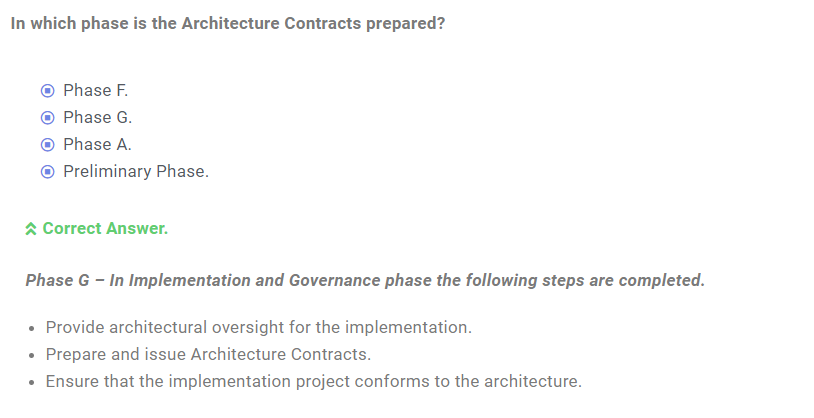 In which phase is the Architecture Contracts prepared?
Phase F.
Phase G.
Phase A.
Preliminary Phase.
Correct Answer.
Phase G – In Implementation and Governance phase the following steps are completed.
Provide architectural oversight for the implementation.
Prepare and issue Architecture Contracts.
Ensure that the implementation project conforms to the architecture.